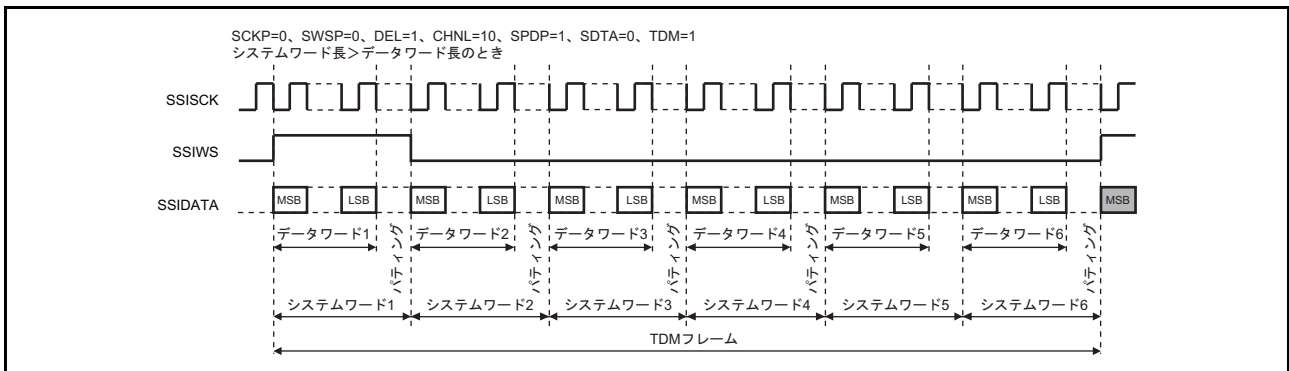 SCKP=0、SWSP=0、DEL=1、CHNL=10、SPDP=1、SDTA=0、TDM=1
システムワード長＞データワード長のとき
SSISCK
SSIWS
SSIDATA
MSB LSB MSB LSB MSB LSB MSB LSB MSB LSB MSB LSB MSB
データワード1 データワード2 データワード3 データワード4 データワード5 データワード6
パティング パティング パティング パティング パティング
システムワード1 システムワード2 システムワード3 システムワード4 システムワード5 システムワード6
TDMフレーム